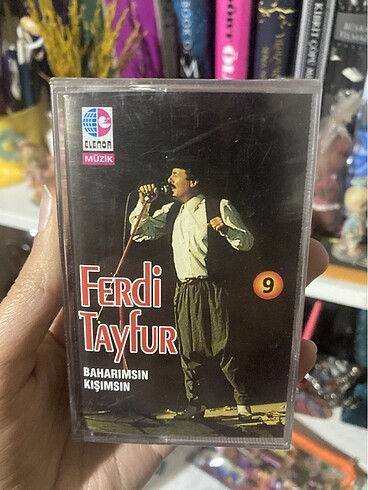 ELENOR
MÜZİK
FERDİ
TAYFUR
9
BAHARIMSIN
KIŞIMSIN